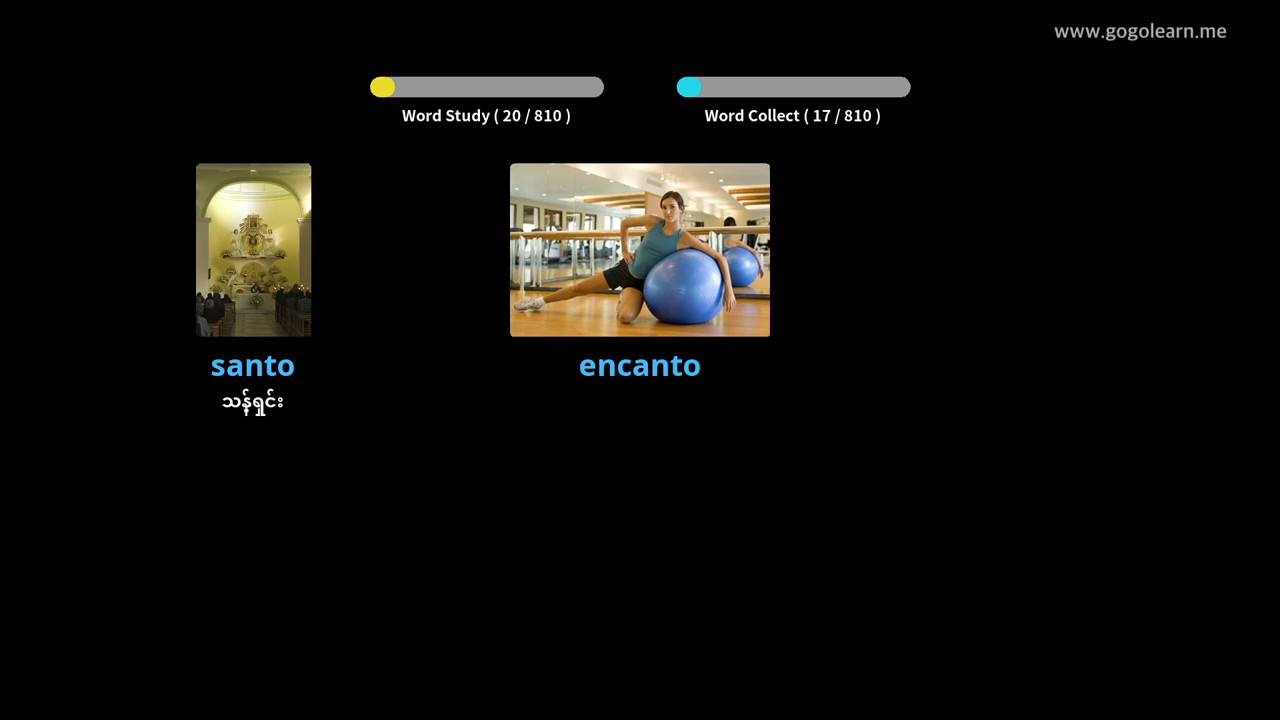 www.gogolearn.me
Word Study ( 20 / 810 )
Word Collect ( 17 / 810 )
santo
encanto
သန့်ရှင်း